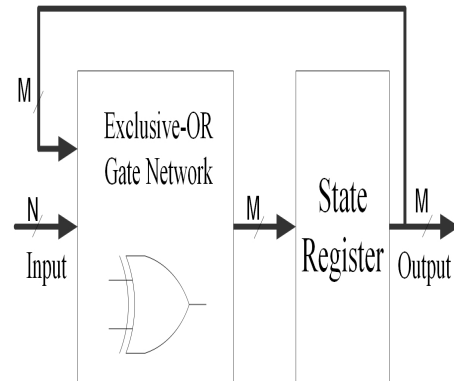 M
Exclusive-OR
Gate Network
N
Input
M
State
Register
M
Output